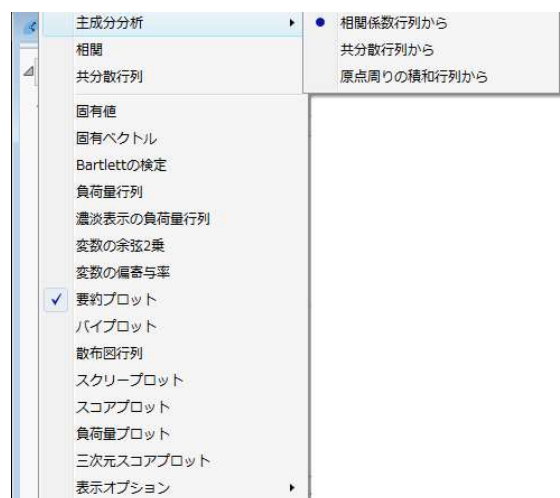 主成分分析
相関係数行列から
共分散行列から
原点周りの積和行列から
相関
共分散行列
固有値
固有ベクトル
Bartlettの検定
負荷量行列
濃淡表示の負荷量行列
変数の余弦2乗
変数の偏寄与率
要約プロット
バイプロット
散布図行列
スクリープロット
スコアプロット
負荷量プロット
三次元スコアプロット
表示オプション